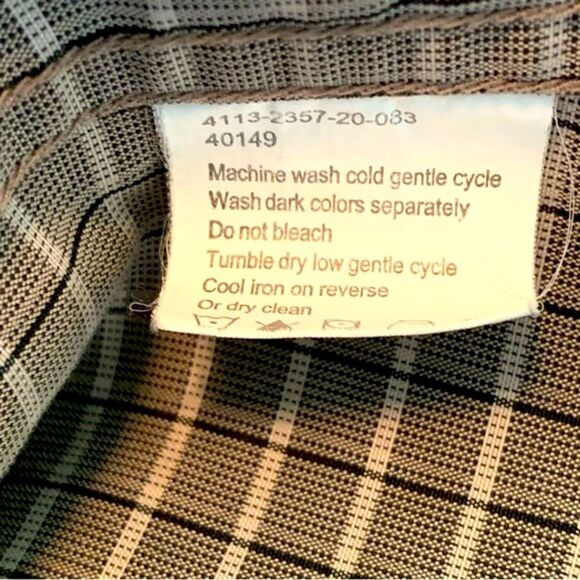 4113-2357-20-083
40149
Machine wash cold gentle cycle
Wash dark colors separately
Do not bleach
Tumble dry low gentle cycle
Cool iron on reverse
Or dry clean